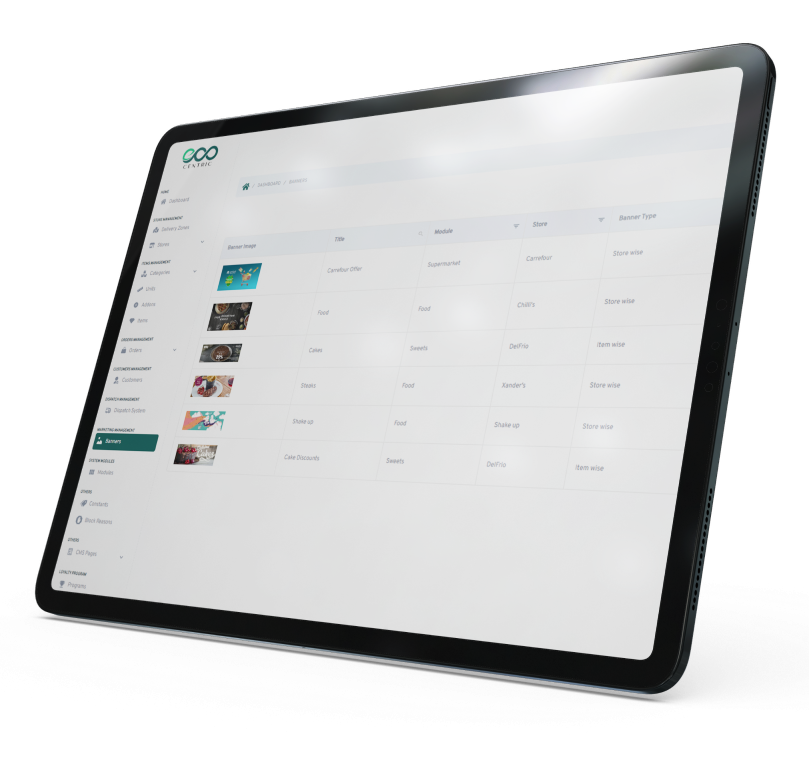 eco
CENTRIC
HOME
Dashboard
STORE MANAGEMENT
Delivery Zones
Stores
ITEMS MANAGEMENT
Categories
Units
Addons
Items
ORDERS MANAGEMENT
Orders
CUSTOMERS MANAGEMENT
Customers
DISPATCH MANAGEMENT
Dispatch System
MARKETING MANAGEMENT
Banners
SYSTEM MODULES
Modules
OTHERS
Constants
Block Reasons
OTHERS
CMS Pages
LOYALTY PROGRAM
Programs
/ DASHBOARD / BANNERS
Banner Image Title Module Store Banner Type
Carrefour Offer Supermarket Carrefour Store wise
Food Food Chilli's Store wise
Cakes Sweets DelFrio Item wise
Steaks Food Xander's Store wise
Shake up Food Shake up Store wise
Cake Discounts Sweets DelFrio Item wise